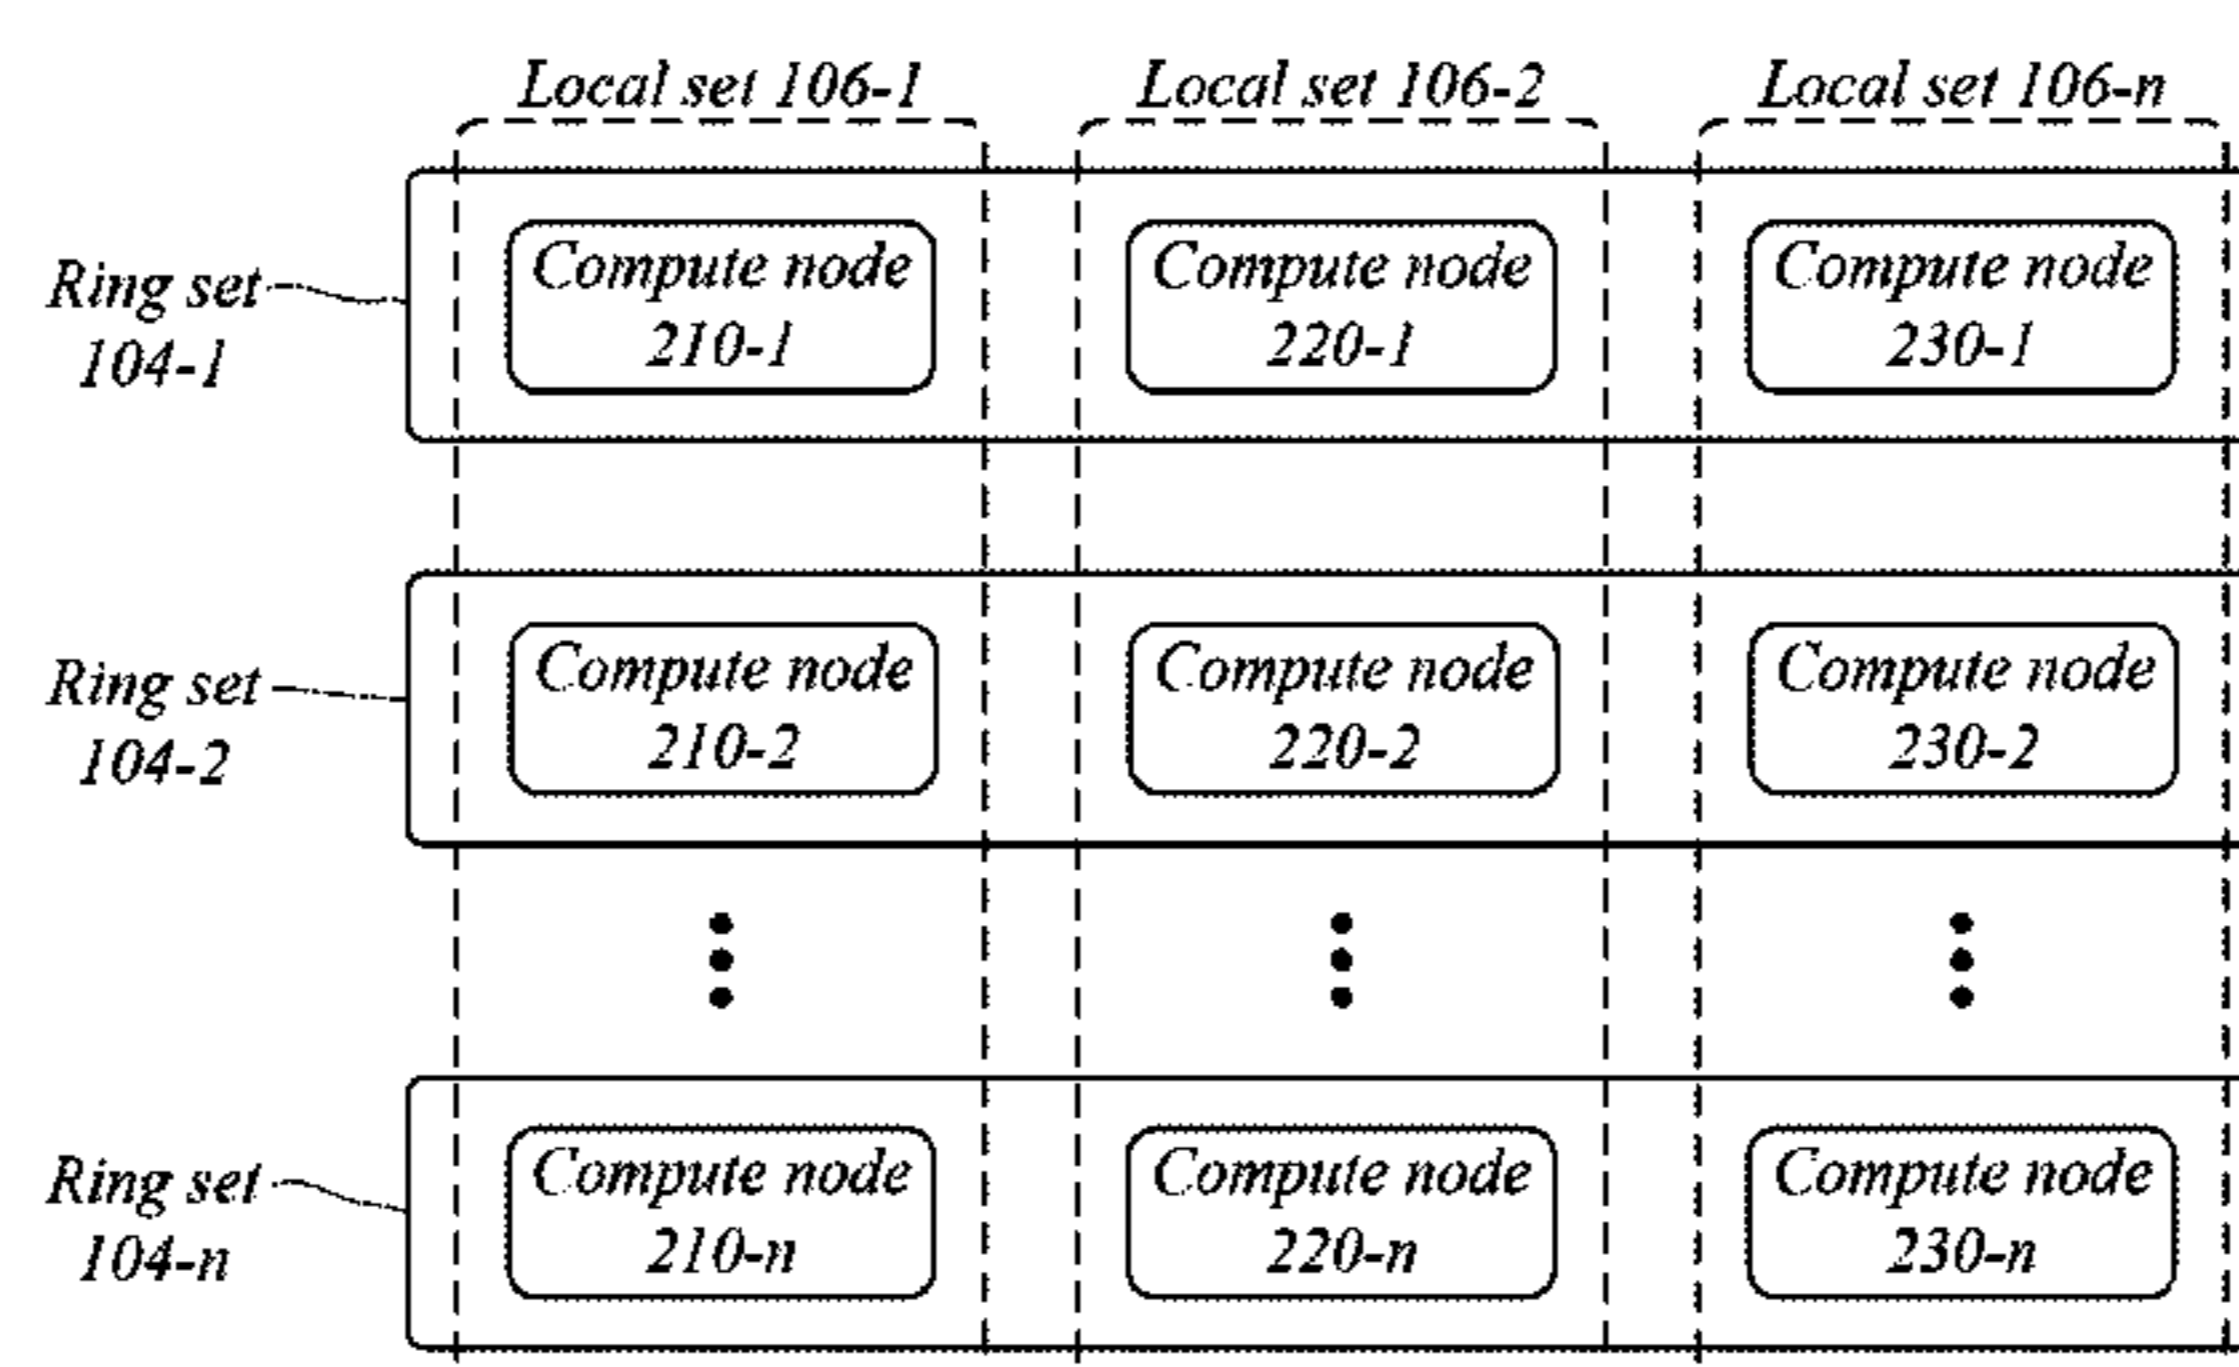 Local set 106-1
Local set 106-2
Local set 106-n
Ring set
104-1
Compute node
210-1
Compute node
220-1
Compute node
230-1
Ring set
104-2
Compute node
210-2
Compute node
220-2
Compute node
230-2
Ring set
104-n
Compute node
210-n
Compute node
220-n
Compute node
230-n